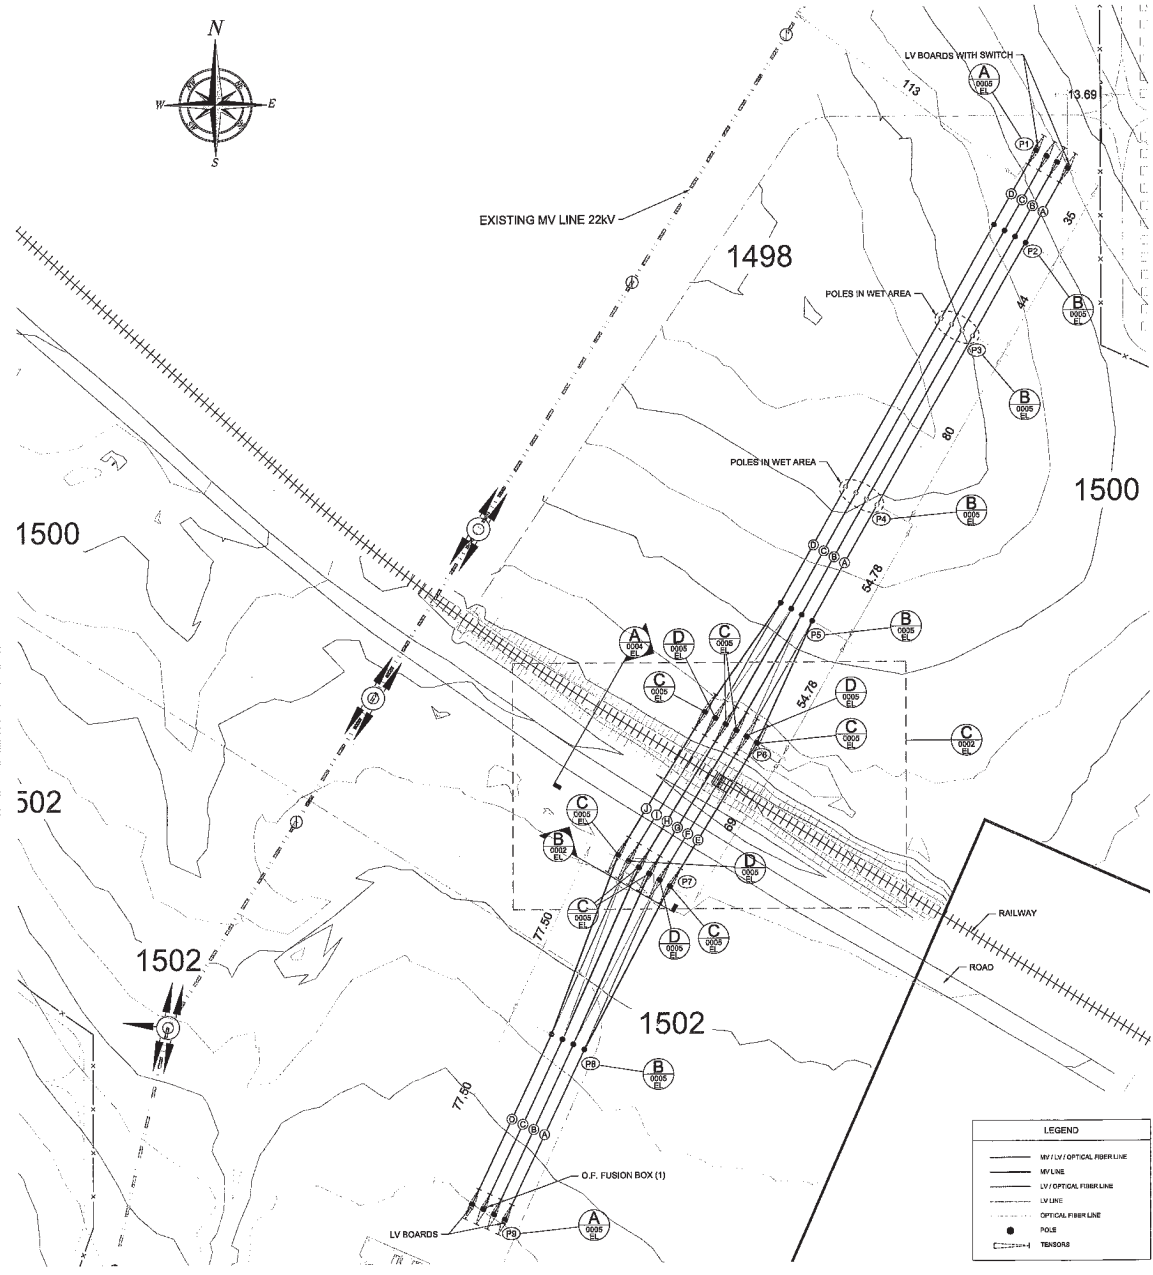 N
NW
NE
W
E
SW
SE
S
LV BOARDS WITH SWITCH
A
0005
EL
113
13.69
P1
D
C
B
A
35
EXISTING MV LINE 22kV
P2
1498
B
0005
EL
44
POLES IN WET AREA
P3
B
0005
EL
80
POLES IN WET AREA
1500
P4
B
0005
EL
1500
D
C
B
A
54.78
P5
B
0005
EL
A
0004
EL
D
0005
EL
C
0005
EL
C
0005
EL
54.78
D
0005
EL
C
0005
EL
C
0002
EL
P6
502
J
I
H
G
F
E
69
C
0005
EL
B
0002
EL
D
0005
EL
P7
C
0005
EL
77.50
D
0005
EL
C
0005
EL
RAILWAY
1502
ROAD
1502
P8
B
0005
EL
77.50
D
C
B
A
O.F. FUSION BOX (1)
LV BOARDS
P9
A
0005
EL
LEGEND
MV / LV / OPTICAL FIBER LINE
MV LINE
LV / OPTICAL FIBER LINE
LV LINE
OPTICAL FIBER LINE
POLE
TENSORS